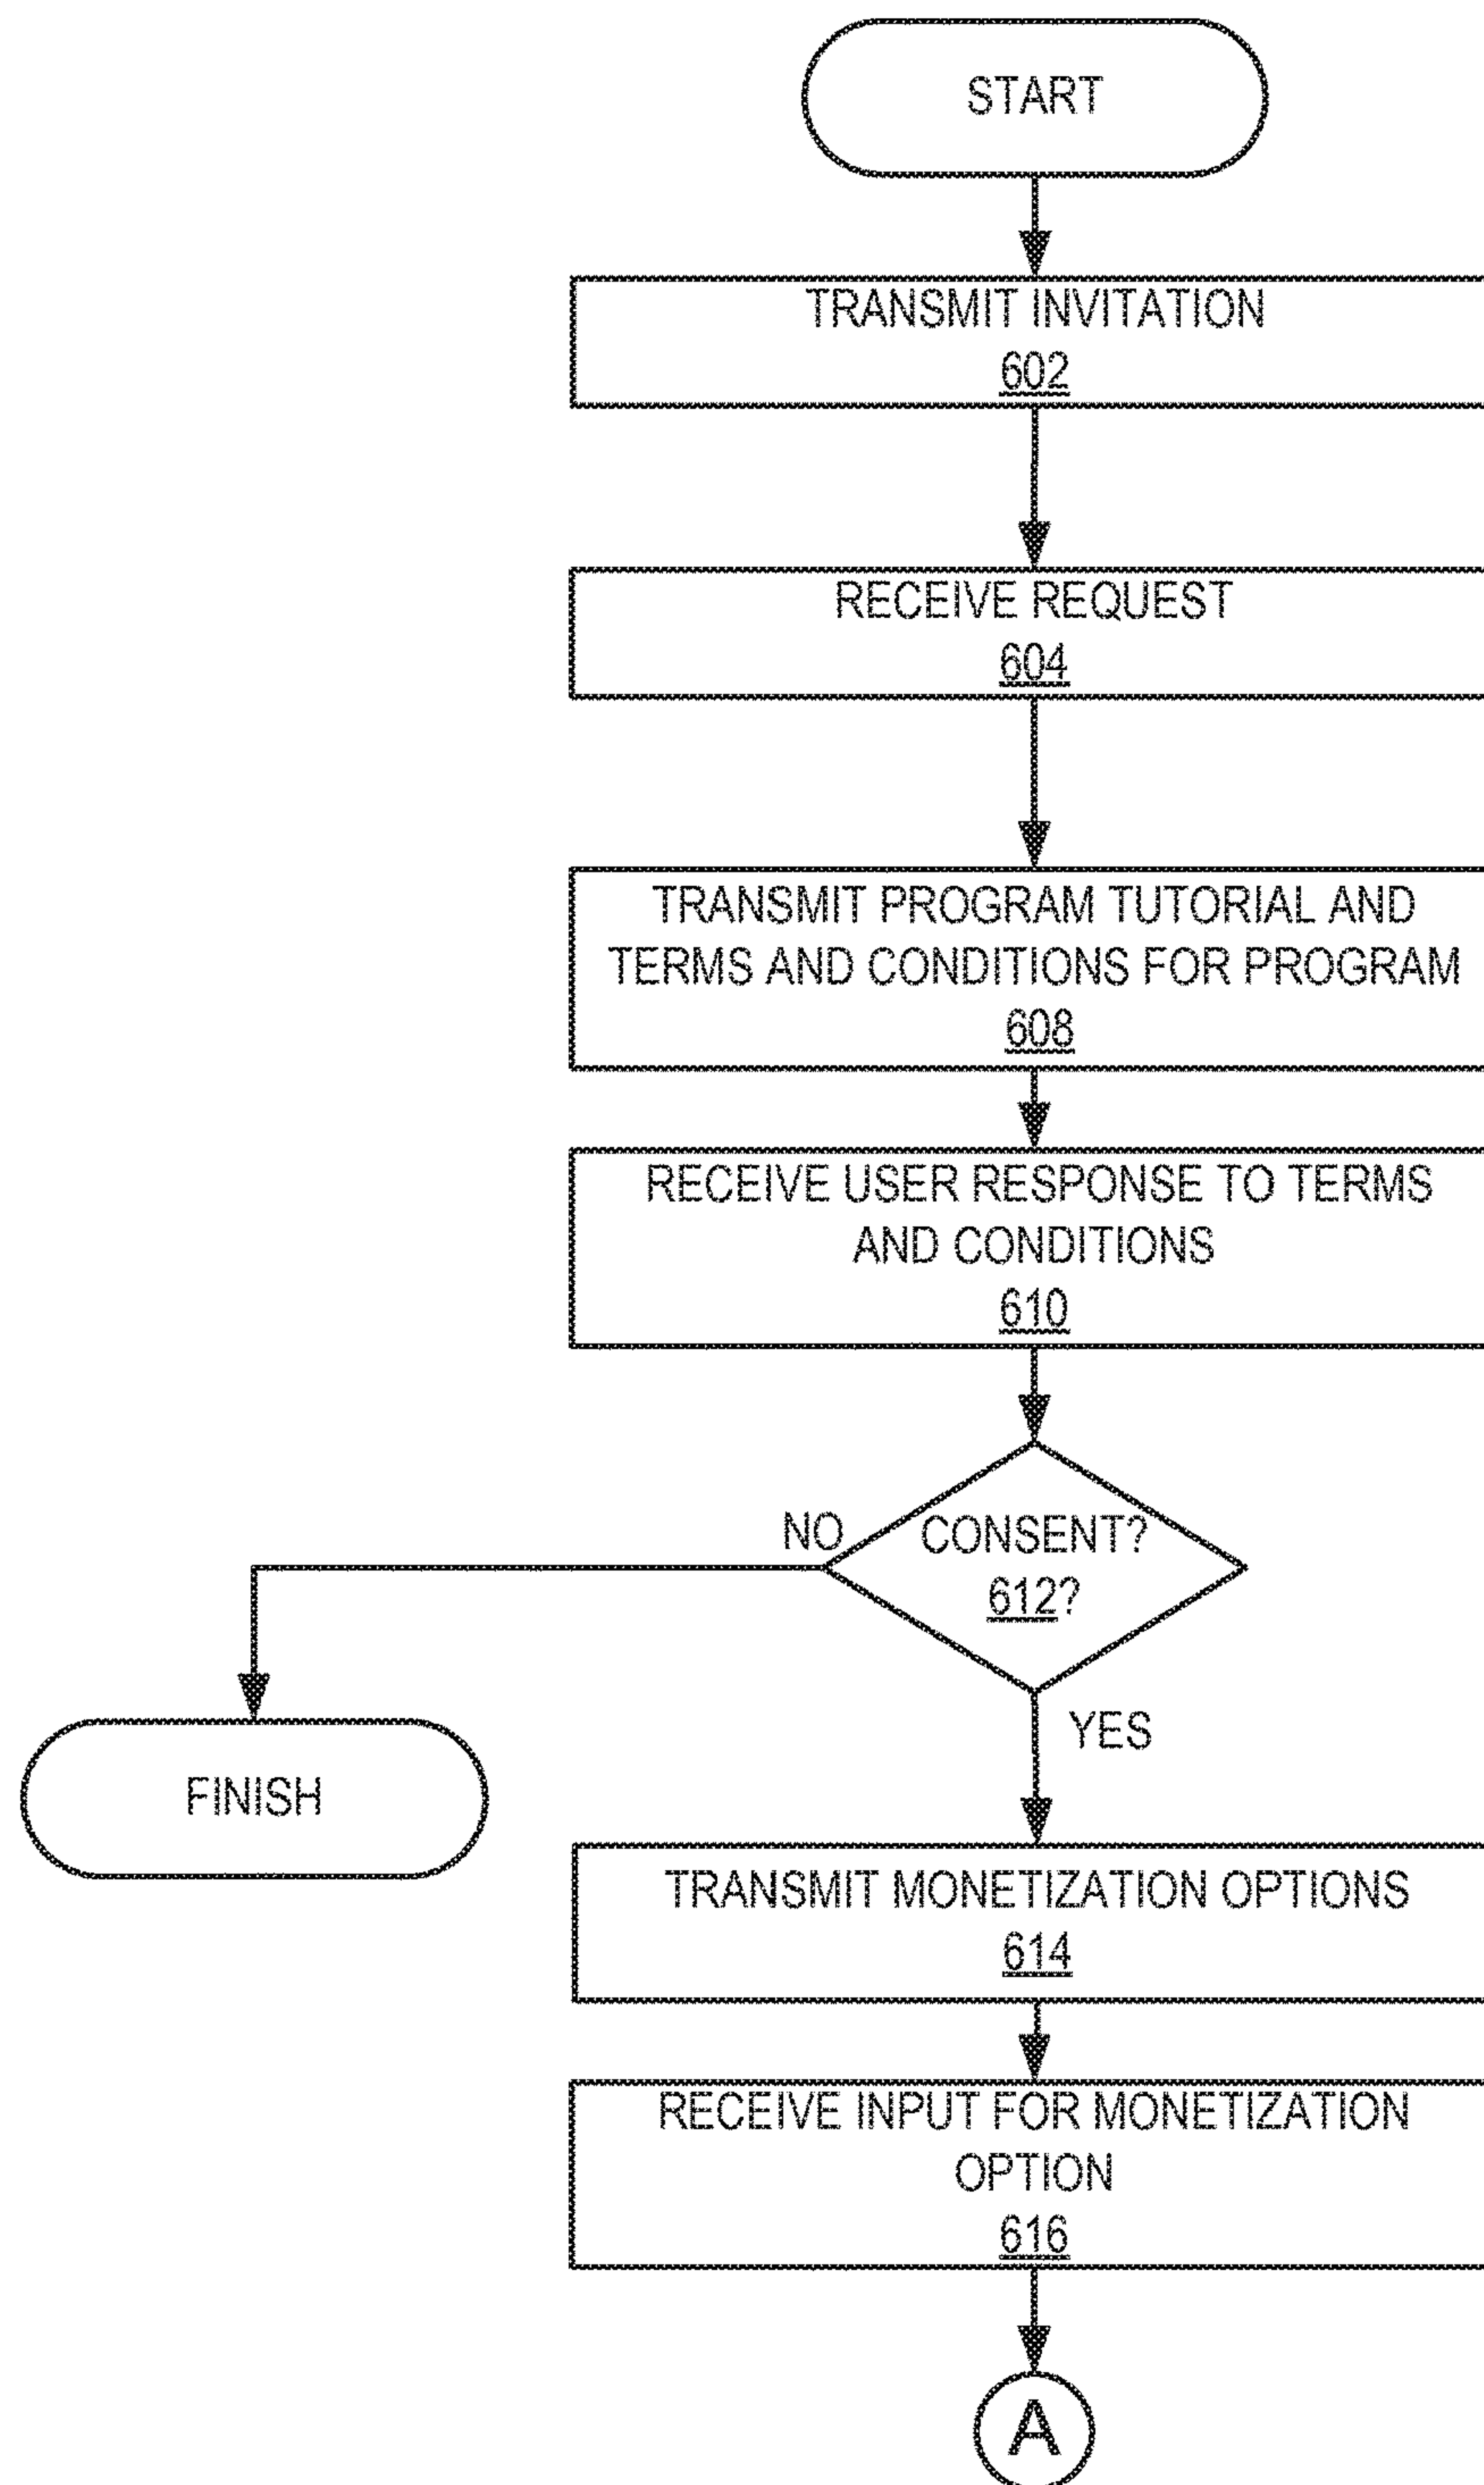 START
TRANSMIT INVITATION
602
RECEIVE REQUEST
604
TRANSMIT PROGRAM TUTORIAL AND
TERMS AND CONDITIONS FOR PROGRAM
608
RECEIVE USER RESPONSE TO TERMS
AND CONDITIONS
610
NO
CONSENT?
612?
YES
FINISH
TRANSMIT MONETIZATION OPTIONS
614
RECEIVE INPUT FOR MONETIZATION
OPTION
616
A